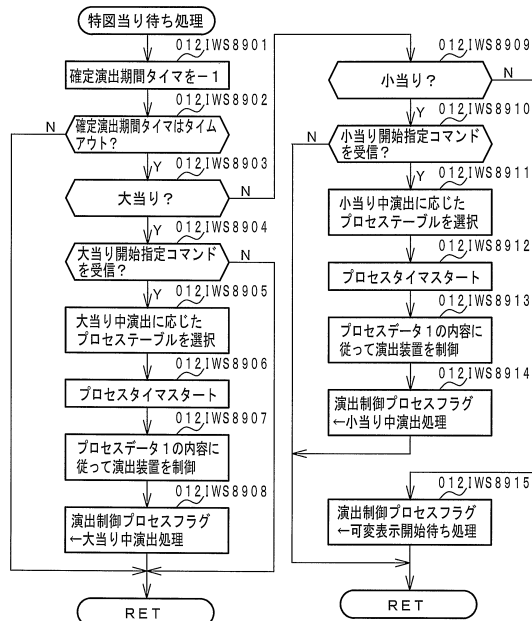 特図当り待ち処理
012IWS8901
確定演出期間タイマを－1
012IWS8902
確定演出期間タイマはタイム
アウト？
N
Y
012IWS8903
大当り？
N
Y
012IWS8904
大当り開始指定コマンド
を受信？
N
Y
012IWS8905
大当り中演出に応じた
プロセステーブルを選択
012IWS8906
プロセスタイマスタート
012IWS8907
プロセスデータ1の内容に
従って演出装置を制御
012IWS8908
演出制御プロセスフラグ
←大当り中演出処理
RET
012IWS8909
小当り？
N
Y
012IWS8910
小当り開始指定コマンド
を受信？
N
Y
012IWS8911
小当り中演出に応じた
プロセステーブルを選択
012IWS8912
プロセスタイマスタート
012IWS8913
プロセスデータ1の内容に
従って演出装置を制御
012IWS8914
演出制御プロセスフラグ
←小当り中演出処理
012IWS8915
演出制御プロセスフラグ
←可変表示開始待ち処理
RET